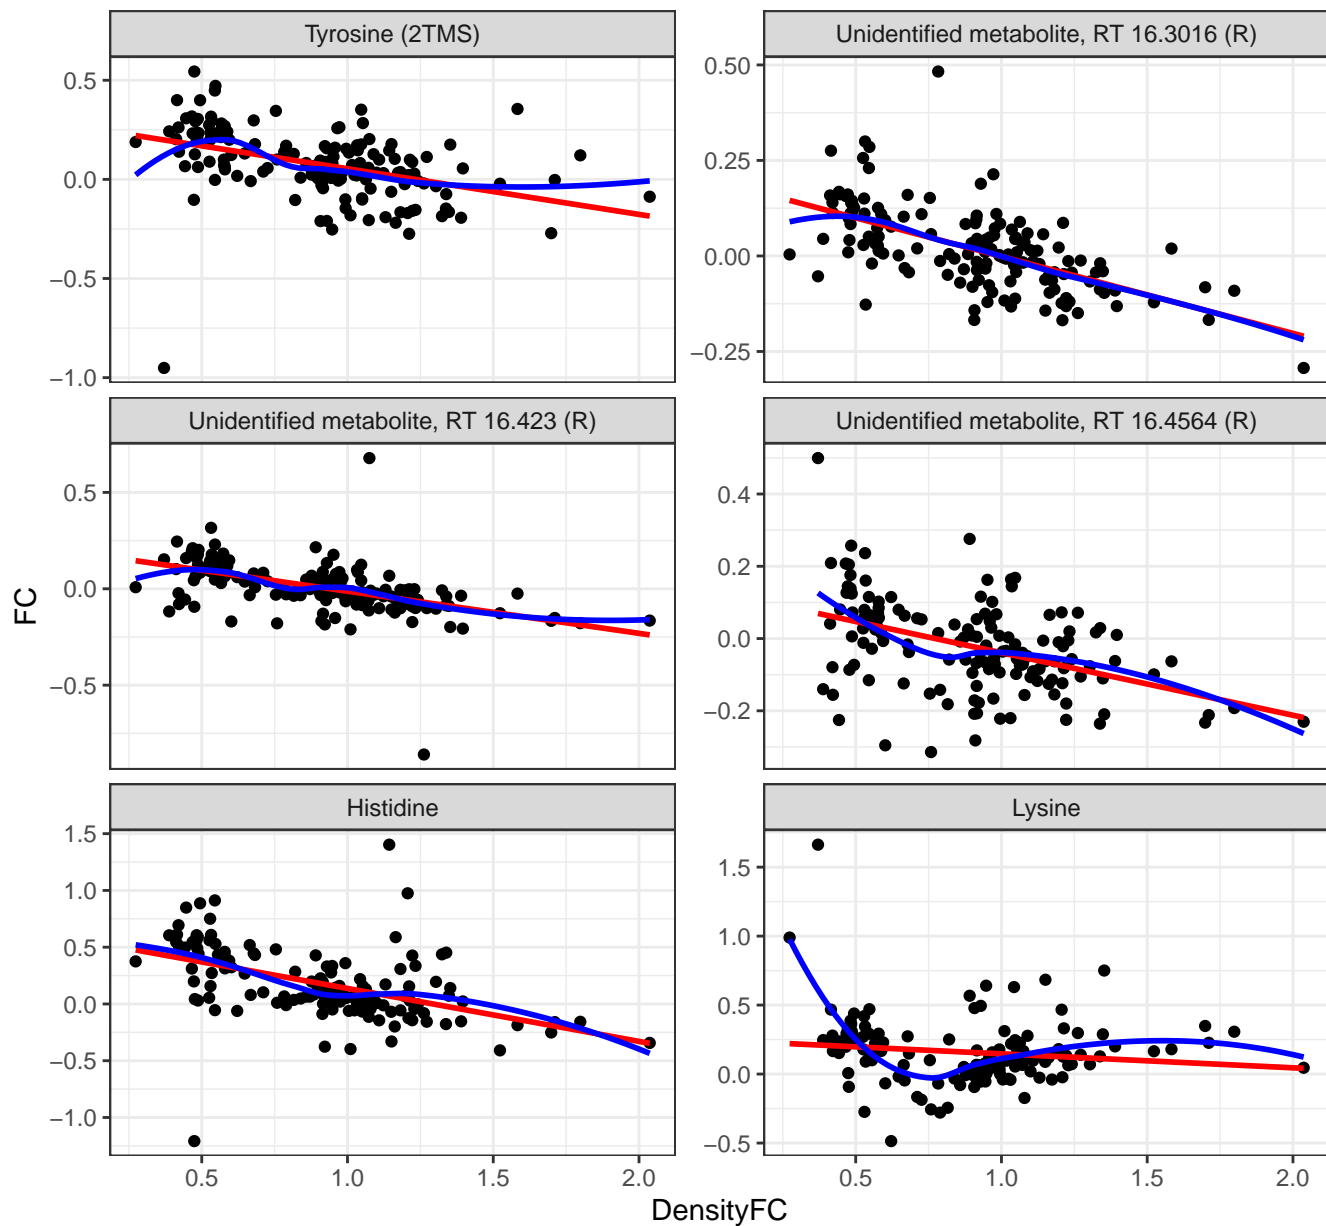 Tyrosine (2TMS)
Unidentified metabolite, RT 16.3016 (R)
0.5
0.0
−0.5
−1.0
0.50
0.25
0.00
−0.25
Unidentified metabolite, RT 16.423 (R)
Unidentified metabolite, RT 16.4564 (R)
0.5
0.0
−0.5
0.4
0.2
0.0
−0.2
FC
Histidine
Lysine
1.5
1.0
0.5
0.0
−0.5
−1.0
1.5
1.0
0.5
0.0
−0.5
0.5 1.0 1.5 2.0
0.5 1.0 1.5 2.0
DensityFC